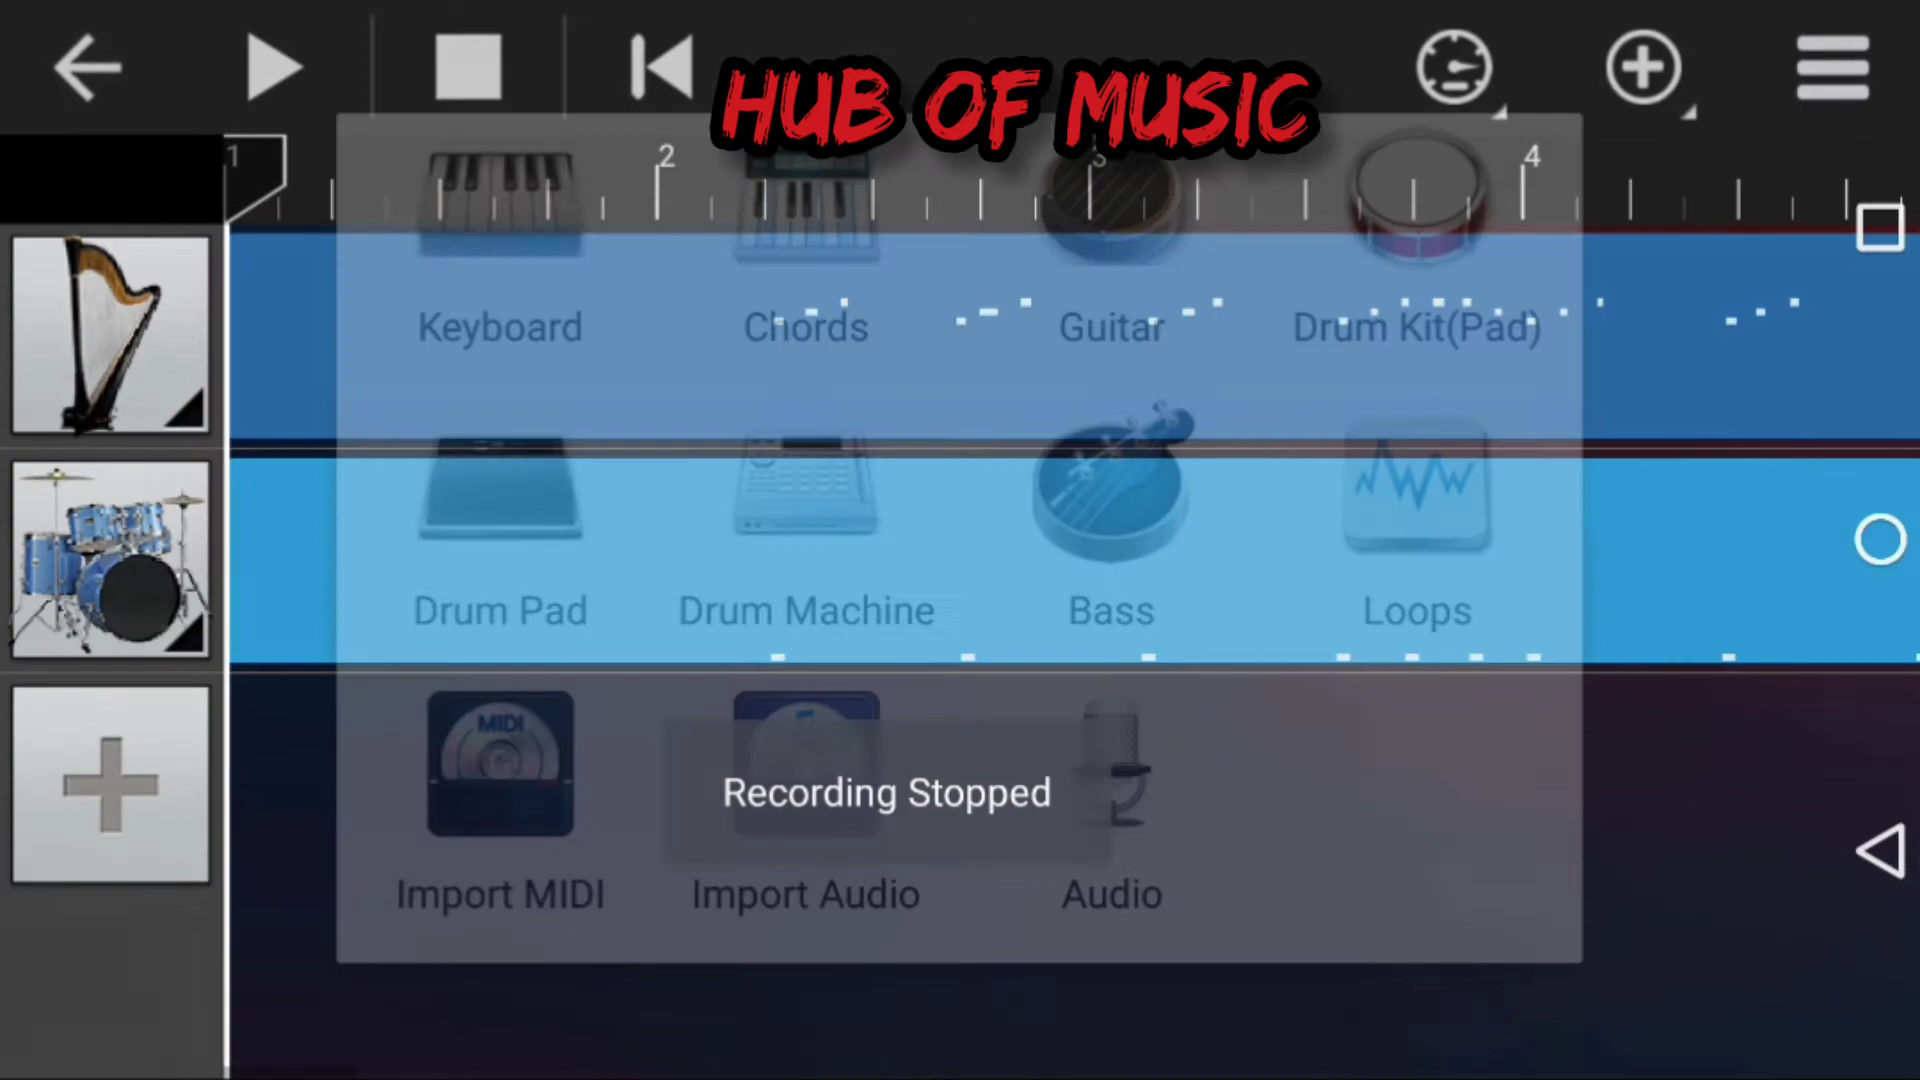 HUB OF MUSIC
1 2 3 4
Keyboard Chords Guitar Drum Kit(Pad)
Drum Pad Drum Machine Bass Loops
MIDI
Recording Stopped
Import MIDI Import Audio Audio